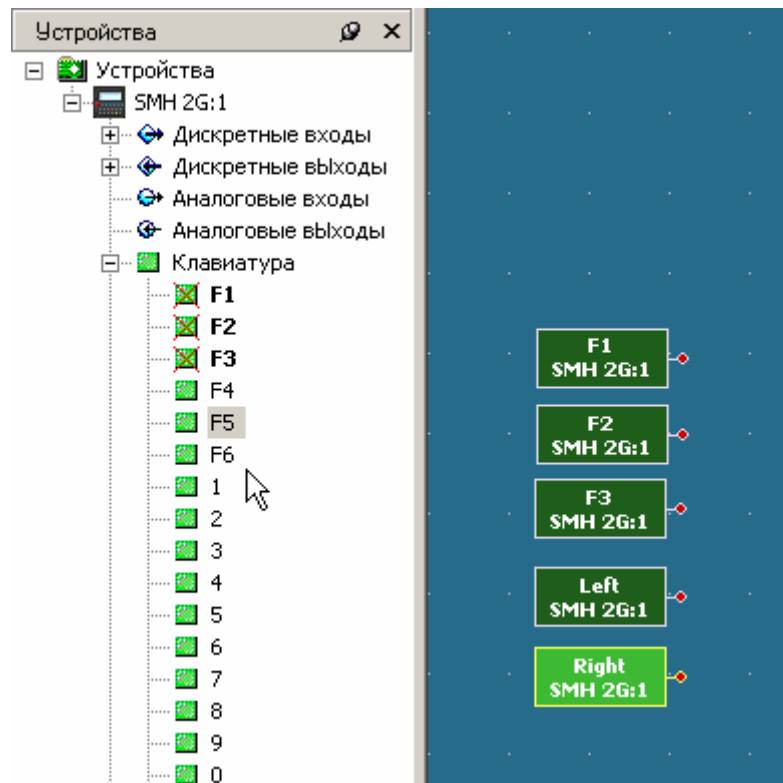 Устройства
Устройства
SMH 2G:1
Дискретные входы
Дискретные выходы
Аналоговые входы
Аналоговые выходы
Клавиатура
F1
F2
F3
F4
F5
F6
1
2
3
4
5
6
7
8
9
0
F1
SMH 2G:1
F2
SMH 2G:1
F3
SMH 2G:1
Left
SMH 2G:1
Right
SMH 2G:1